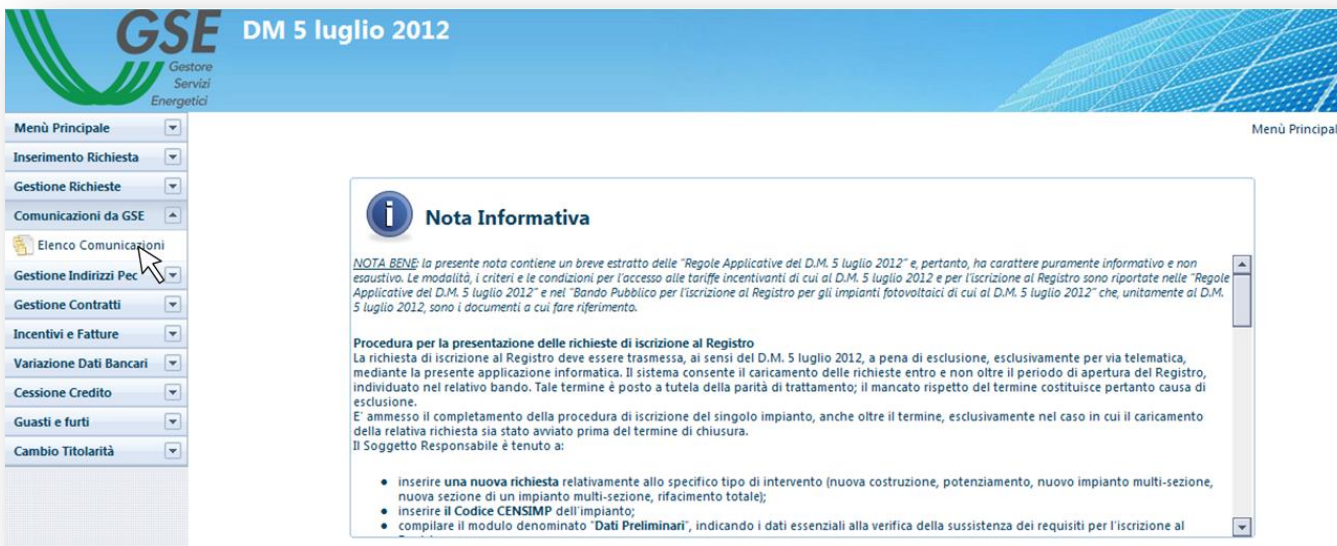 GSE
Gestore
Servizi
Energetici
DM 5 luglio 2012
Menù Principale
Inserimento Richiesta
Gestione Richieste
Comunicazioni da GSE
Elenco Comunicazioni
Gestione Indirizzi Pec
Gestione Contratti
Incentivi e Fatture
Variazione Dati Bancari
Cessione Credito
Guasti e furti
Cambio Titolarità
Menù Principal
Nota Informativa
NOTA BENE: la presente nota contiene un breve estratto delle "Regole Applicative del D.M. 5 luglio 2012" e, pertanto, ha carattere puramente informativo e non
esaustivo. Le modalità, i criteri e le condizioni per l'accesso alle tariffe incentivanti di cui al D.M. 5 luglio 2012 e per l'iscrizione al Registro sono riportate nelle "Regole
Applicative del D.M. 5 luglio 2012" e nel "Bando Pubblico per l'iscrizione al Registro per gli impianti fotovoltaici di cui al D.M. 5 luglio 2012" che, unitamente al D.M.
5 luglio 2012, sono i documenti a cui fare riferimento.
Procedura per la presentazione delle richieste di iscrizione al Registro
La richiesta di iscrizione al Registro deve essere trasmessa, ai sensi del D.M. 5 luglio 2012, a pena di esclusione, esclusivamente per via telematica,
mediante la presente applicazione informatica. Il sistema consente il caricamento delle richieste entro e non oltre il periodo di apertura del Registro,
individuato nel relativo bando. Tale termine è posto a tutela della parità di trattamento; il mancato rispetto del termine costituisce pertanto causa di
esclusione.
E' ammesso il completamento della procedura di iscrizione del singolo impianto, anche oltre il termine, esclusivamente nel caso in cui il caricamento
della relativa richiesta sia stato avviato prima del termine di chiusura.
Il Soggetto Responsabile è tenuto a:
• inserire una nuova richiesta relativamente allo specifico tipo di intervento (nuova costruzione, potenziamento, nuovo impianto multi-sezione,
nuova sezione di un impianto multi-sezione, rifacimento totale);
• inserire il Codice CENSIMP dell'impianto;
• compilare il modulo denominato "Dati Preliminari", indicando i dati essenziali alla verifica della sussistenza dei requisiti per l'iscrizione al